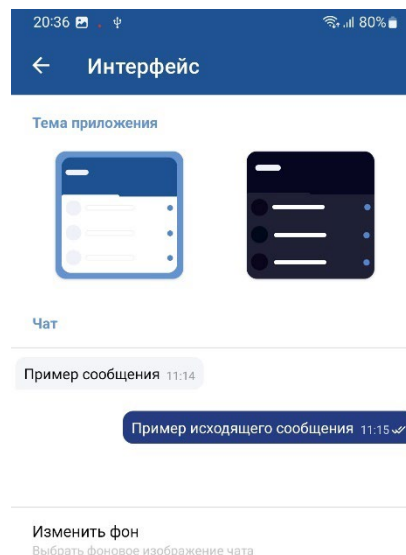 20:36 80%
Интерфейс
Тема приложения
Чат
Пример сообщения 11:14
Пример исходящего сообщения 11:15
Изменить фон
Выбрать фоновое изображение чата